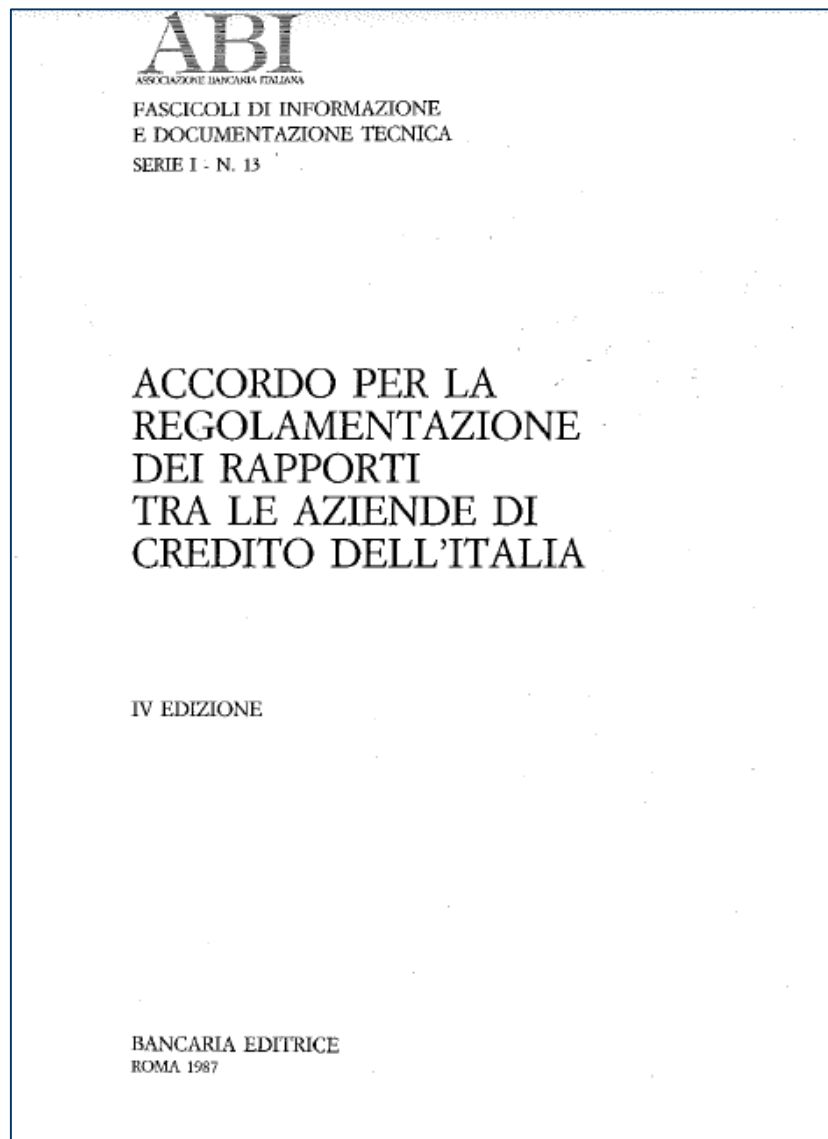 ABI
ASSOCIAZIONE BANCARIA ITALIANA
FASCICOLI DI INFORMAZIONE
E DOCUMENTAZIONE TECNICA
SERIE I - N. 13
ACCORDO PER LA
REGOLAMENTAZIONE
DEI RAPPORTI
TRA LE AZIENDE DI
CREDITO DELL'ITALIA
IV EDIZIONE
BANCARIA EDITRICE
ROMA 1987